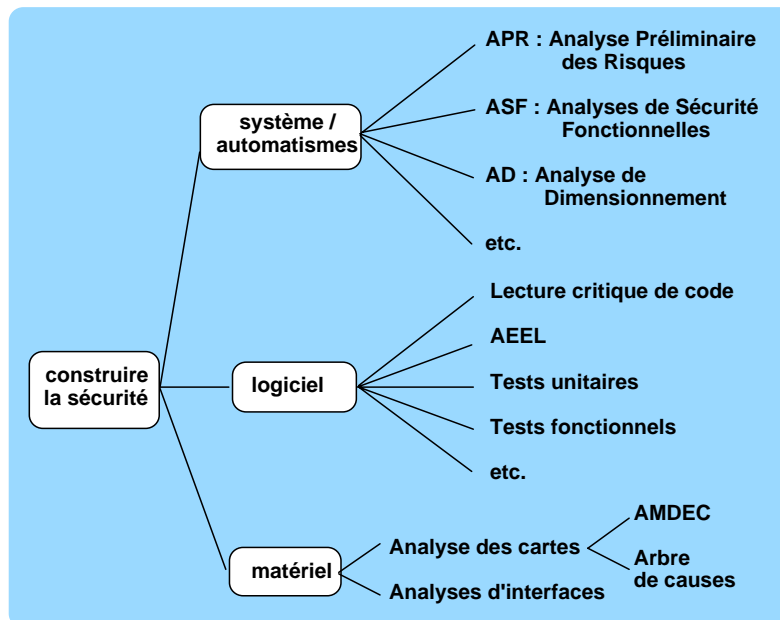 APR : Analyse Préliminaire
des Risques
système /
automatismes
ASF : Analyses de Sécurité
Fonctionnelles
AD : Analyse de
Dimensionnement
etc.
Lecture critique de code
AEEL
construire
la sécurité
logiciel
Tests unitaires
Tests fonctionnels
etc.
matériel
Analyse des cartes
AMDEC
Arbre
de causes
Analyses d'interfaces